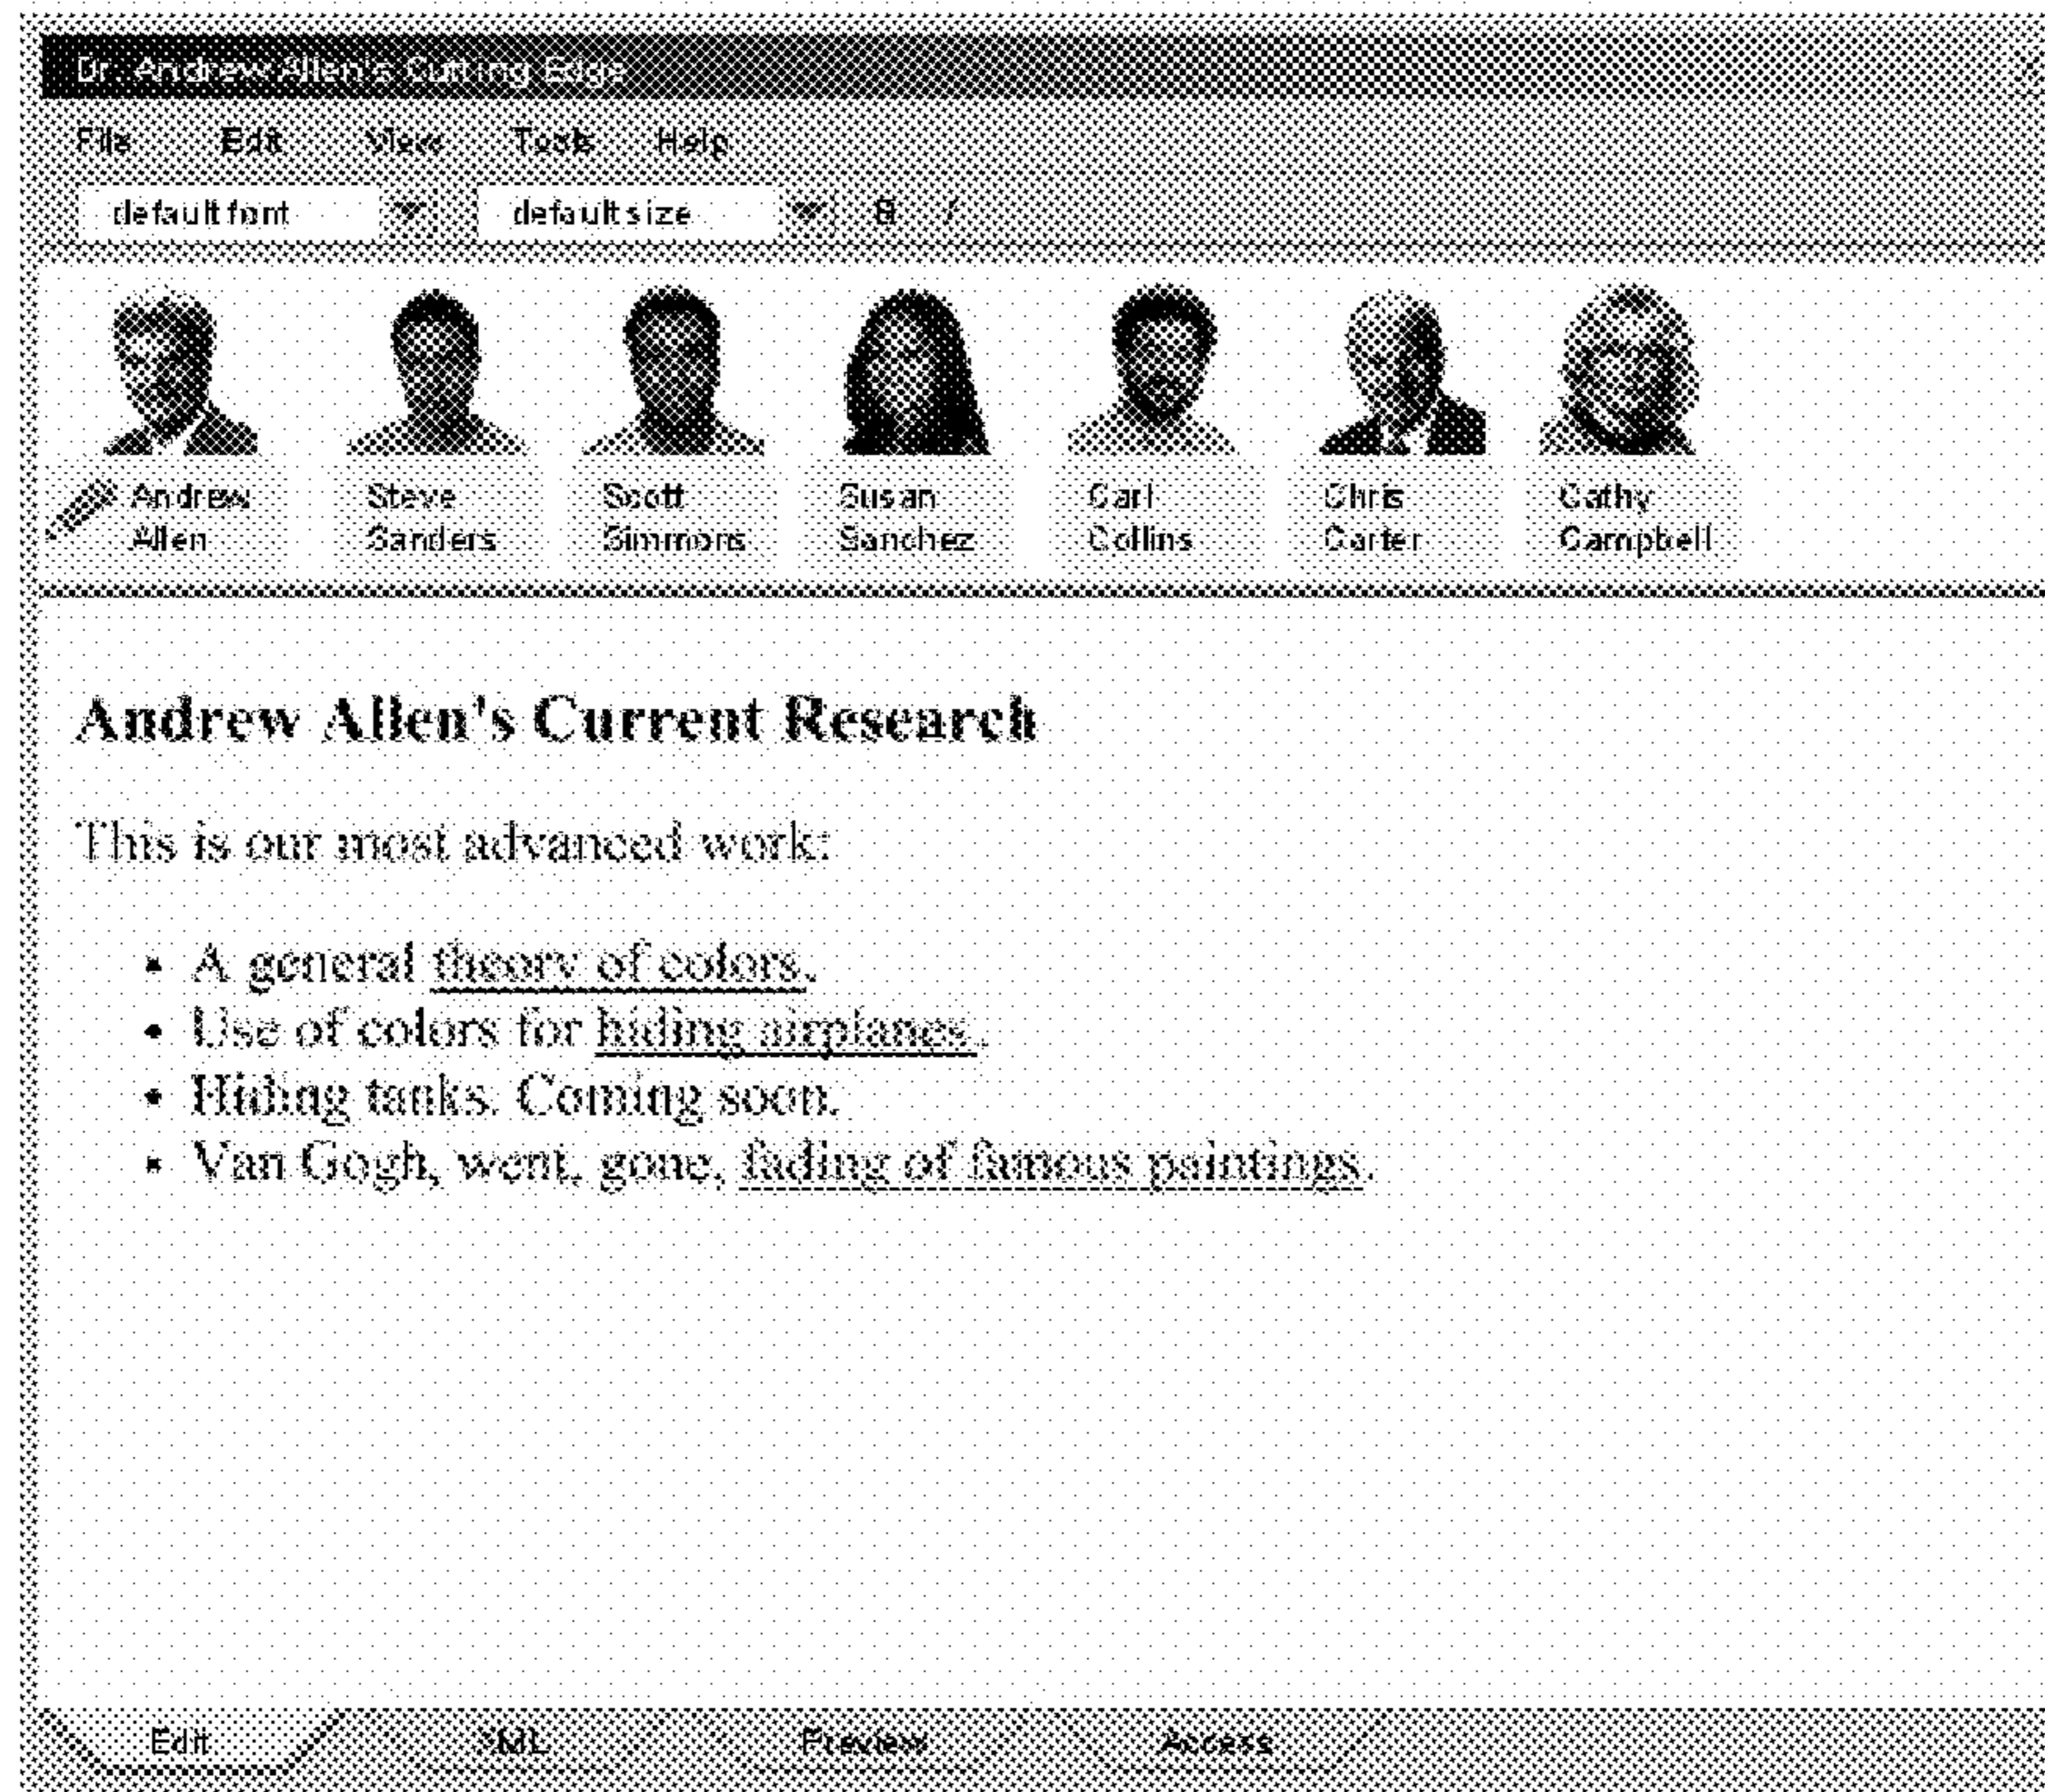 Dr. Andrew Allen's Cutting Edge
File Edit View Tools Help
default font default size B I
Andrew Steve Scott Susan Carl Chris Cathy
Allen Sanders Simmons Sanchez Collins Carter Campbell
Andrew Allen's Current Research
This is our most advanced work:
• A general theory of colors.
• Use of colors for hiding airplanes.
• Hiding tanks. Coming soon.
• Van Gogh, went, gone, fading of famous paintings.
Edit XML Preview Access